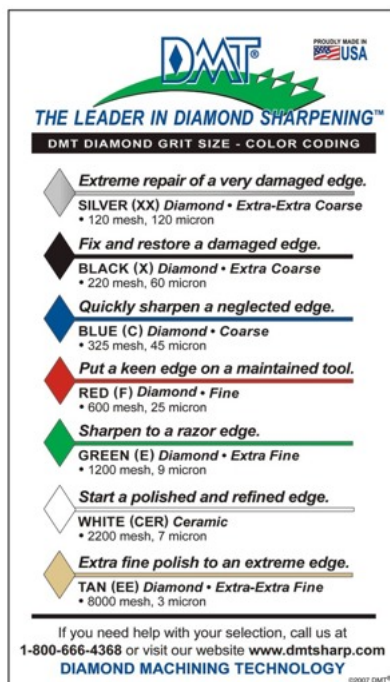 DMT®
PROUDLY MADE IN
USA
THE LEADER IN DIAMOND SHARPENING™
DMT DIAMOND GRIT SIZE - COLOR CODING
Extreme repair of a very damaged edge.
SILVER (XX) Diamond • Extra-Extra Coarse
• 120 mesh, 120 micron
Fix and restore a damaged edge.
BLACK (X) Diamond • Extra Coarse
• 220 mesh, 60 micron
Quickly sharpen a neglected edge.
BLUE (C) Diamond • Coarse
• 325 mesh, 45 micron
Put a keen edge on a maintained tool.
RED (F) Diamond • Fine
• 600 mesh, 25 micron
Sharpen to a razor edge.
GREEN (E) Diamond • Extra Fine
• 1200 mesh, 9 micron
Start a polished and refined edge.
WHITE (CER) Ceramic
• 2200 mesh, 7 micron
Extra fine polish to an extreme edge.
TAN (EE) Diamond • Extra-Extra Fine
• 8000 mesh, 3 micron
If you need help with your selection, call us at
1-800-666-4368 or visit our website www.dmtsharp.com
DIAMOND MACHINING TECHNOLOGY
©2007 DMT®